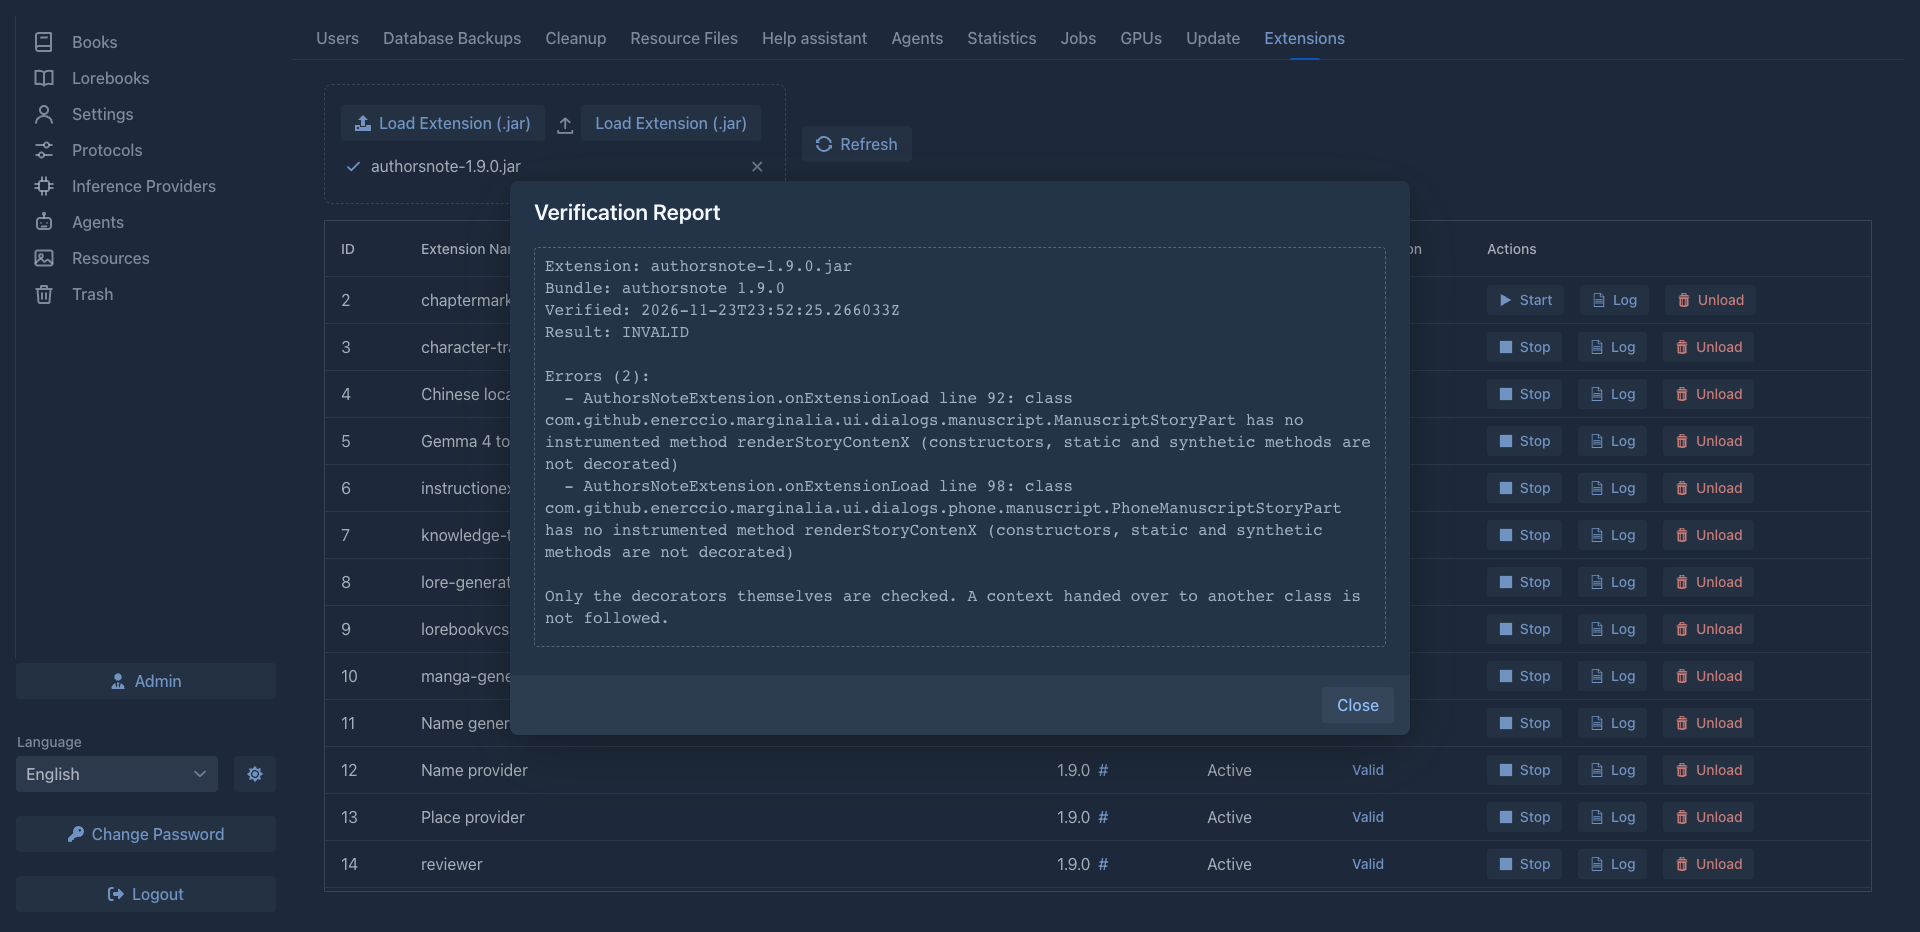 Books
Lorebooks
Settings
Protocols
Inference Providers
Agents
Resources
Trash
Admin
Language
English
Change Password
Logout
Users Database Backups Cleanup Resource Files Help assistant Agents Statistics Jobs GPUs Update Extensions
Load Extension (.jar) Load Extension (.jar)
authorsnote-1.9.0.jar
Refresh
Verification Report
Extension: authorsnote-1.9.0.jar
Bundle: authorsnote 1.9.0
Verified: 2026-11-23T23:52:25.266033Z
Result: INVALID
Errors (2):
- AuthorsNoteExtension.onExtensionLoad line 92: class
com.github.enerccio.marginalia.ui.dialogs.manuscript.ManuscriptStoryPart has no
instrumented method renderStoryContenX (constructors, static and synthetic methods are
not decorated)
- AuthorsNoteExtension.onExtensionLoad line 98: class
com.github.enerccio.marginalia.ui.dialogs.phone.manuscript.PhoneManuscriptStoryPart
has no instrumented method renderStoryContenX (constructors, static and synthetic
methods are not decorated)
Only the decorators themselves are checked. A context handed over to another class is
not followed.
Close
ID Extension Actions
2 Start Log Unload
3 Stop Log Unload
4 Chinese Stop Log Unload
5 Gemma 4 Stop Log Unload
6 Stop Log Unload
7 Stop Log Unload
8 Stop Log Unload
9 lorebookvcs Stop Log Unload
10 Stop Log Unload
11 Name Stop Log Unload
12 Name provider 1.9.0 # Active Valid Stop Log Unload
13 Place provider 1.9.0 # Active Valid Stop Log Unload
14 reviewer 1.9.0 # Active Valid Stop Log Unload